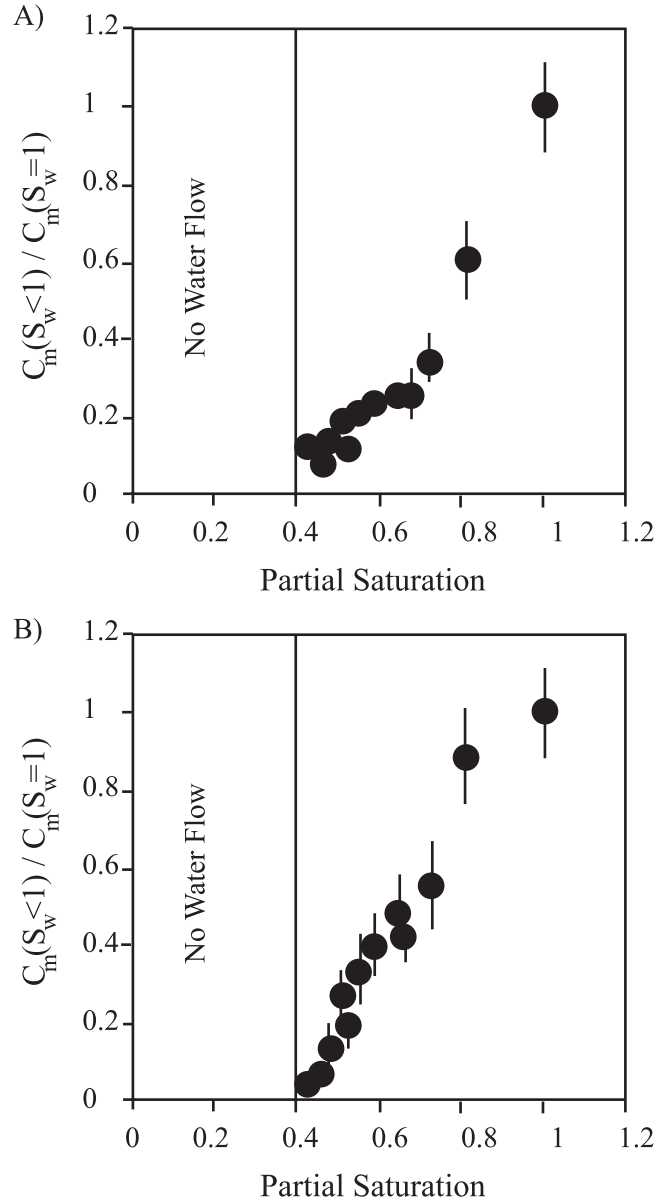 A)
1.2
1
0.8
0.6
0.4
0.2
0
C_m(S_w<1) / C_m(S_w=1)
No Water Flow
0 0.2 0.4 0.6 0.8 1 1.2
Partial Saturation
B)
1.2
1
0.8
0.6
0.4
0.2
0
C_m(S_w<1) / C_m(S_w=1)
No Water Flow
0 0.2 0.4 0.6 0.8 1 1.2
Partial Saturation